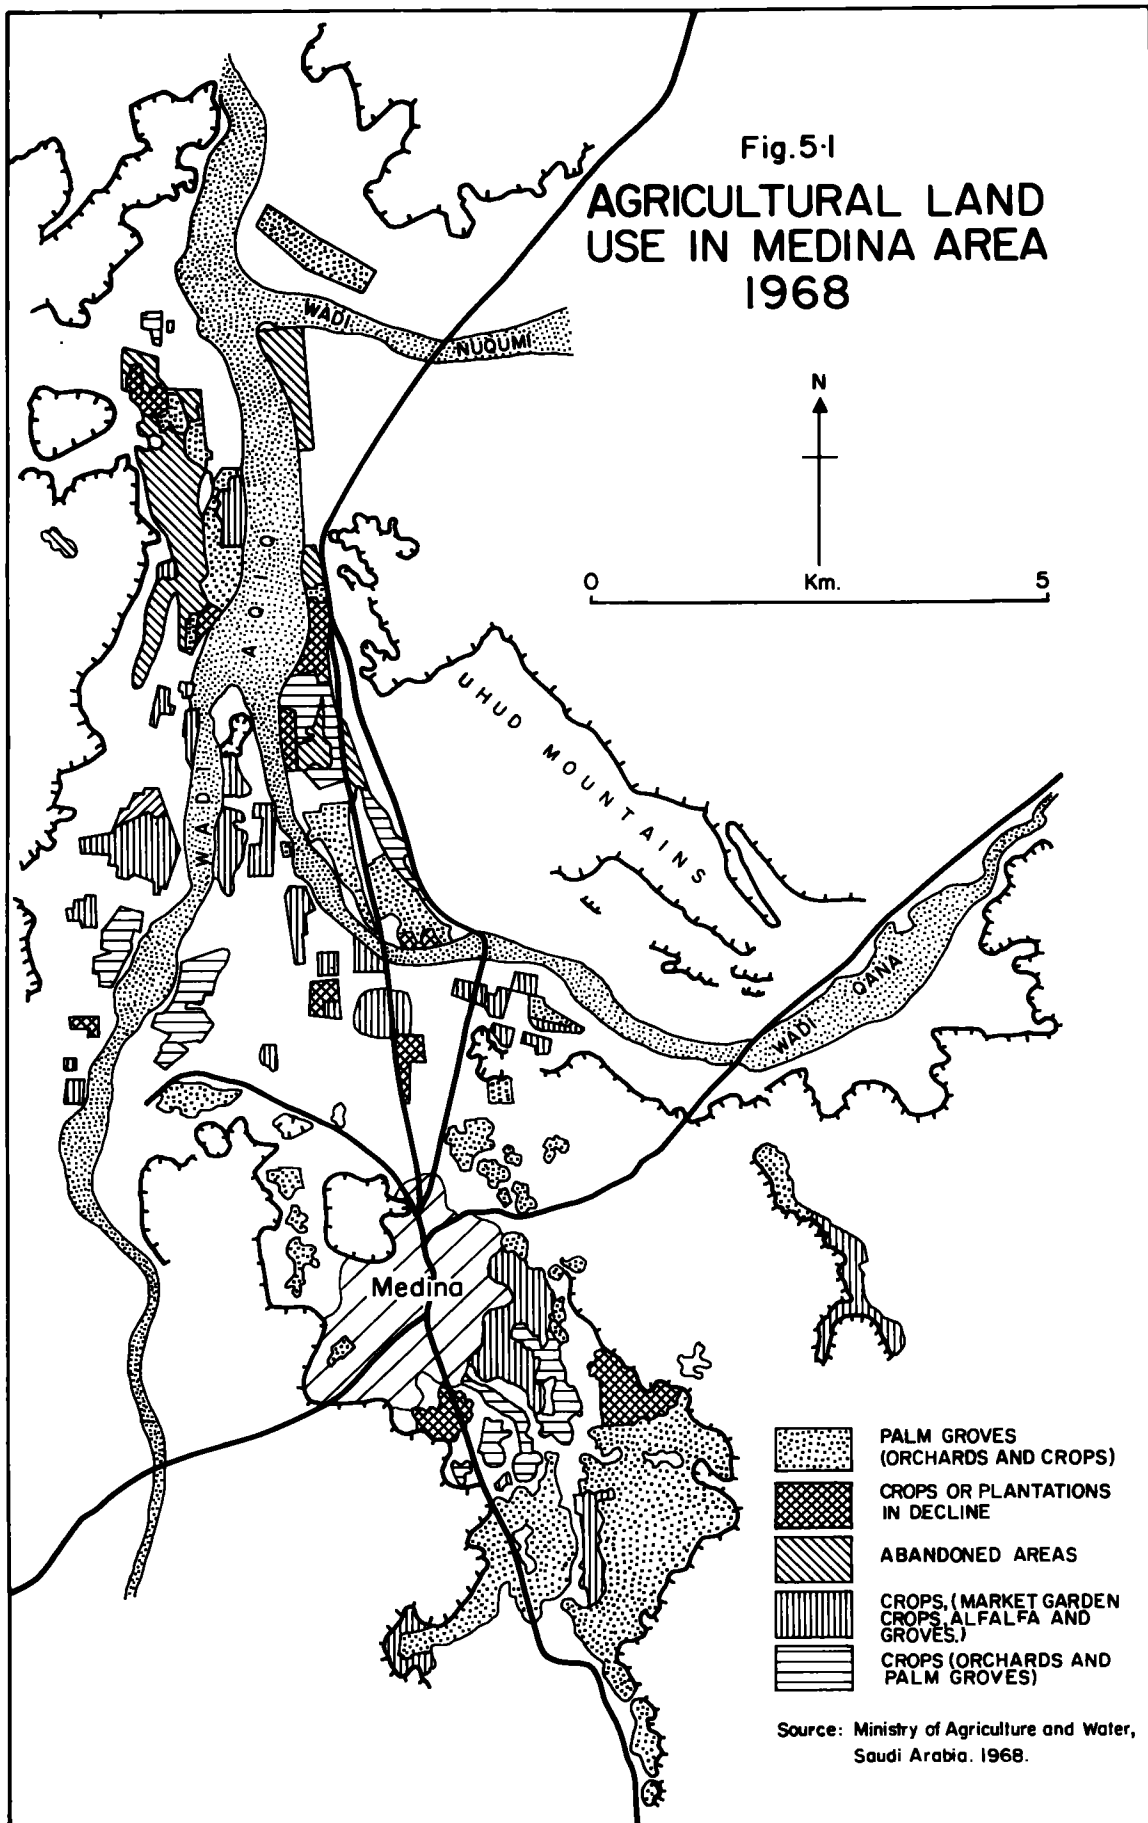 Fig.5·1
AGRICULTURAL LAND
USE IN MEDINA AREA
1968
WADI
NUQUMI
N
0 5
Km.
WADI AQIQ
UHUD MOUNTAINS
WADI QANA
Medina
PALM GROVES
(ORCHARDS AND CROPS)
CROPS OR PLANTATIONS
IN DECLINE
ABANDONED AREAS
CROPS, (MARKET GARDEN
CROPS, ALFALFA AND
GROVES.)
CROPS (ORCHARDS AND
PALM GROVES)
Source: Ministry of Agriculture and Water,
Saudi Arabia. 1968.